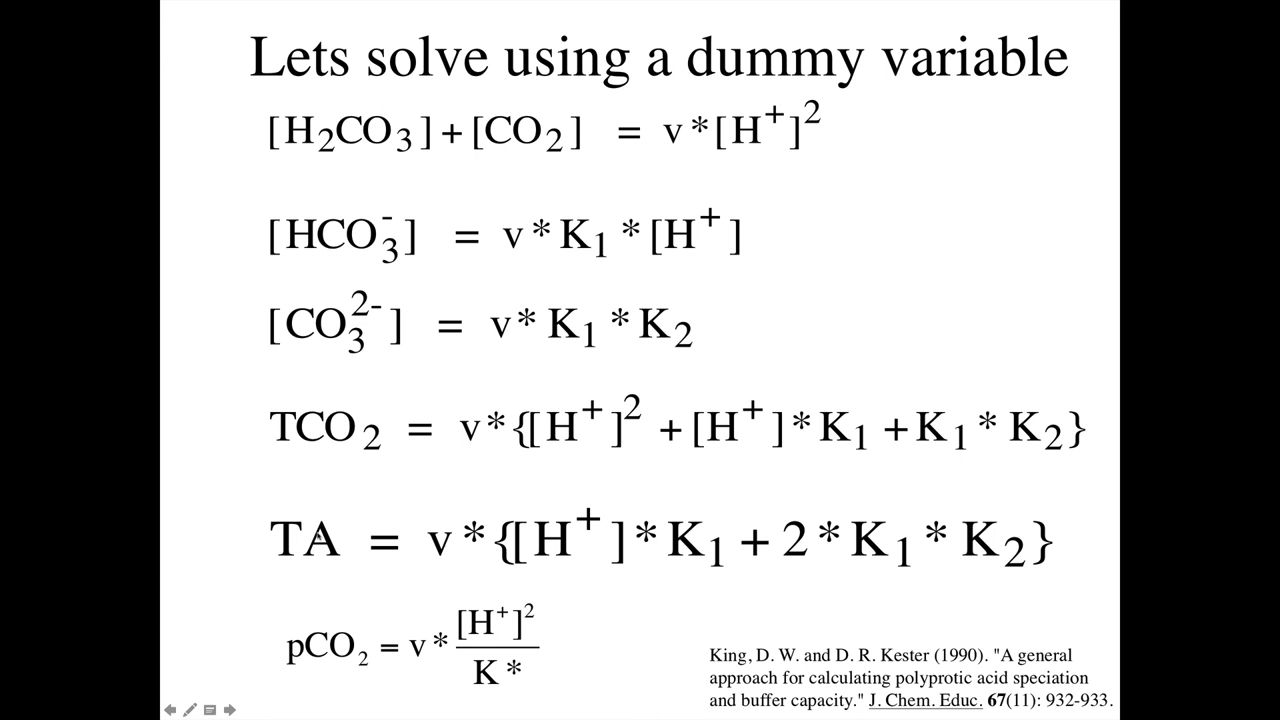 Lets solve using a dummy variable
[H₂CO₃] + [CO₂] = v*[H⁺]²
[HCO₃⁻] = v*K₁*[H⁺]
[CO₃²⁻] = v*K₁*K₂
TCO₂ = v*{[H⁺]² + [H⁺]*K₁ + K₁*K₂}
TA = v*{[H⁺]*K₁ + 2*K₁*K₂}
pCO₂ = v*[H⁺]²/K*
King, D. W. and D. R. Kester (1990). "A general
approach for calculating polyprotic acid speciation
and buffer capacity." J. Chem. Educ. 67(11): 932-933.